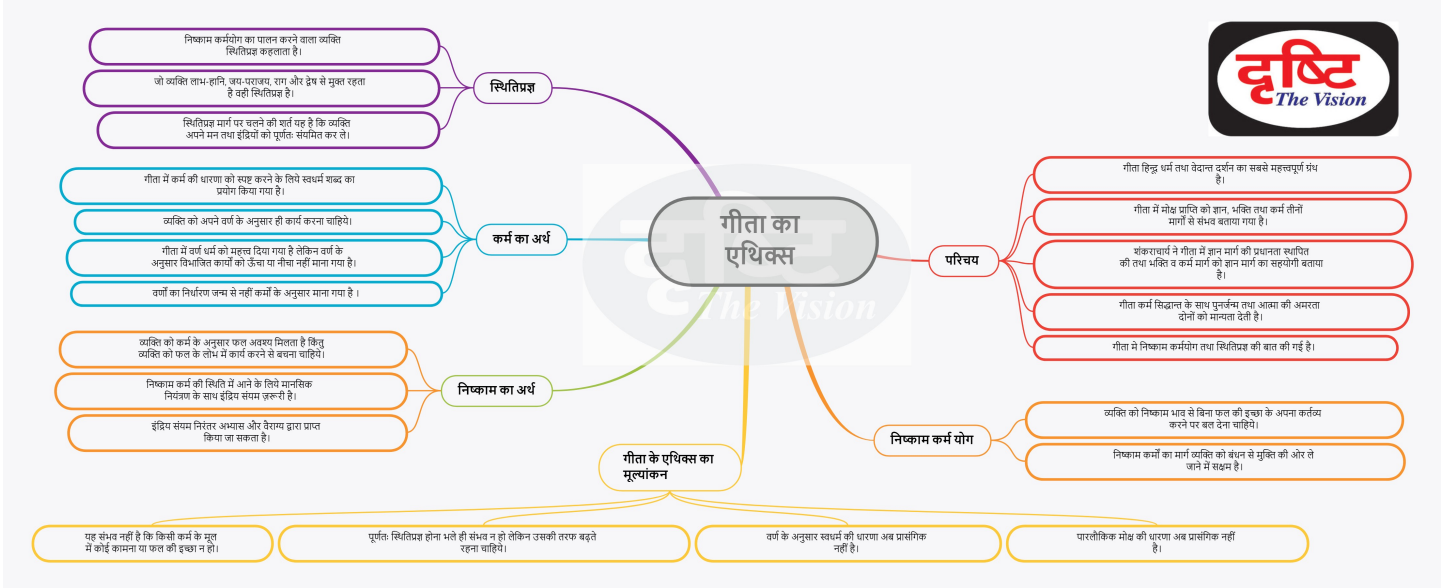 दृष्टि
The Vision
गीता का
एथिक्स
परिचय
गीता हिन्दू धर्म तथा वेदान्त दर्शन का सबसे महत्त्वपूर्ण ग्रंथ
है।
गीता में मोक्ष प्राप्ति को ज्ञान, भक्ति तथा कर्म तीनों
मार्गों से संभव बताया गया है।
शंकराचार्य ने गीता में ज्ञान मार्ग की प्रधानता स्थापित
की तथा भक्ति व कर्म मार्ग को ज्ञान मार्ग का सहयोगी बताया
है।
गीता कर्म सिद्धान्त के साथ पुनर्जन्म तथा आत्मा की अमरता
दोनों को मान्यता देती है।
गीता मे निष्काम कर्मयोग तथा स्थितिप्रज्ञ की बात की गई है।
निष्काम कर्म योग
व्यक्ति को निष्काम भाव से बिना फल की इच्छा के अपना कर्तव्य
करने पर बल देना चाहिये।
निष्काम कर्मों का मार्ग व्यक्ति को बंधन से मुक्ति की ओर ले
जाने में सक्षम है।
स्थितिप्रज्ञ
निष्काम कर्मयोग का पालन करने वाला व्यक्ति
स्थितिप्रज्ञ कहलाता है।
जो व्यक्ति लाभ-हानि, जय-पराजय, राग और द्वेष से मुक्त रहता
है वही स्थितिप्रज्ञ है।
स्थितिप्रज्ञ मार्ग पर चलने की शर्त यह है कि व्यक्ति
अपने मन तथा इंद्रियों को पूर्णतः संयमित कर ले।
कर्म का अर्थ
गीता में कर्म की धारणा को स्पष्ट करने के लिये स्वधर्म शब्द का
प्रयोग किया गया है।
व्यक्ति को अपने वर्ण के अनुसार ही कार्य करना चाहिये।
गीता में वर्ण धर्म को महत्त्व दिया गया है लेकिन वर्ण के
अनुसार विभाजित कार्यों को ऊँचा या नीचा नहीं माना गया है।
वर्णों का निर्धारण जन्म से नहीं कर्मों के अनुसार माना गया है ।
निष्काम का अर्थ
व्यक्ति को कर्म के अनुसार फल अवश्य मिलता है किंतु
व्यक्ति को फल के लोभ में कार्य करने से बचना चाहिये।
निष्काम कर्म की स्थिति में आने के लिये मानसिक
नियंत्रण के साथ इंद्रिय संयम ज़रूरी है।
इंद्रिय संयम निरंतर अभ्यास और वैराग्य द्वारा प्राप्त
किया जा सकता है।
गीता के एथिक्स का
मूल्यांकन
यह संभव नहीं है कि किसी कर्म के मूल
में कोई कामना या फल की इच्छा न हो।
पूर्णतः स्थितिप्रज्ञ होना भले ही संभव न हो लेकिन उसकी तरफ बढ़ते
रहना चाहिये।
वर्ण के अनुसार स्वधर्म की धारणा अब प्रासंगिक
नहीं है।
पारलौकिक मोक्ष की धारणा अब प्रासंगिक नहीं
है।
दृष्टि
The Vision